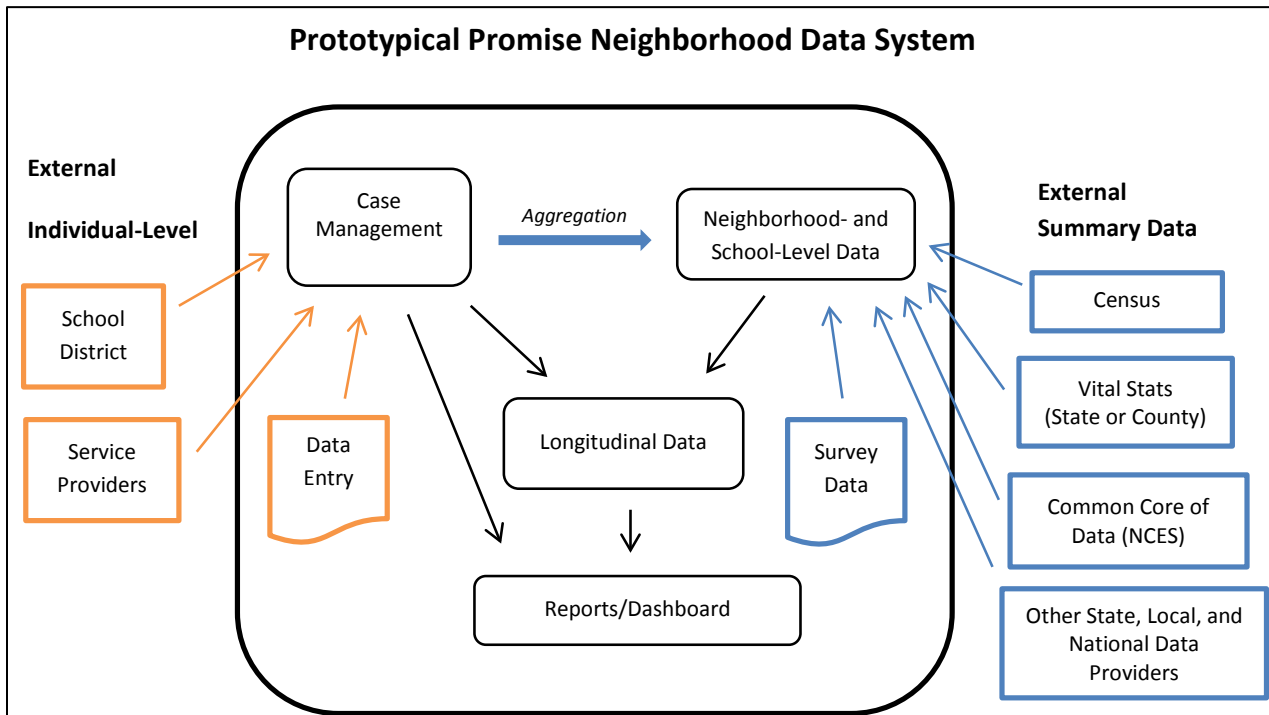 Prototypical Promise Neighborhood Data System
External
Individual-Level
School
District
Service
Providers
Data
Entry
Case
Management
Aggregation
Neighborhood- and
School-Level Data
Longitudinal Data
Survey
Data
Reports/Dashboard
External
Summary Data
Census
Vital Stats
(State or County)
Common Core of
Data (NCES)
Other State, Local, and
National Data
Providers